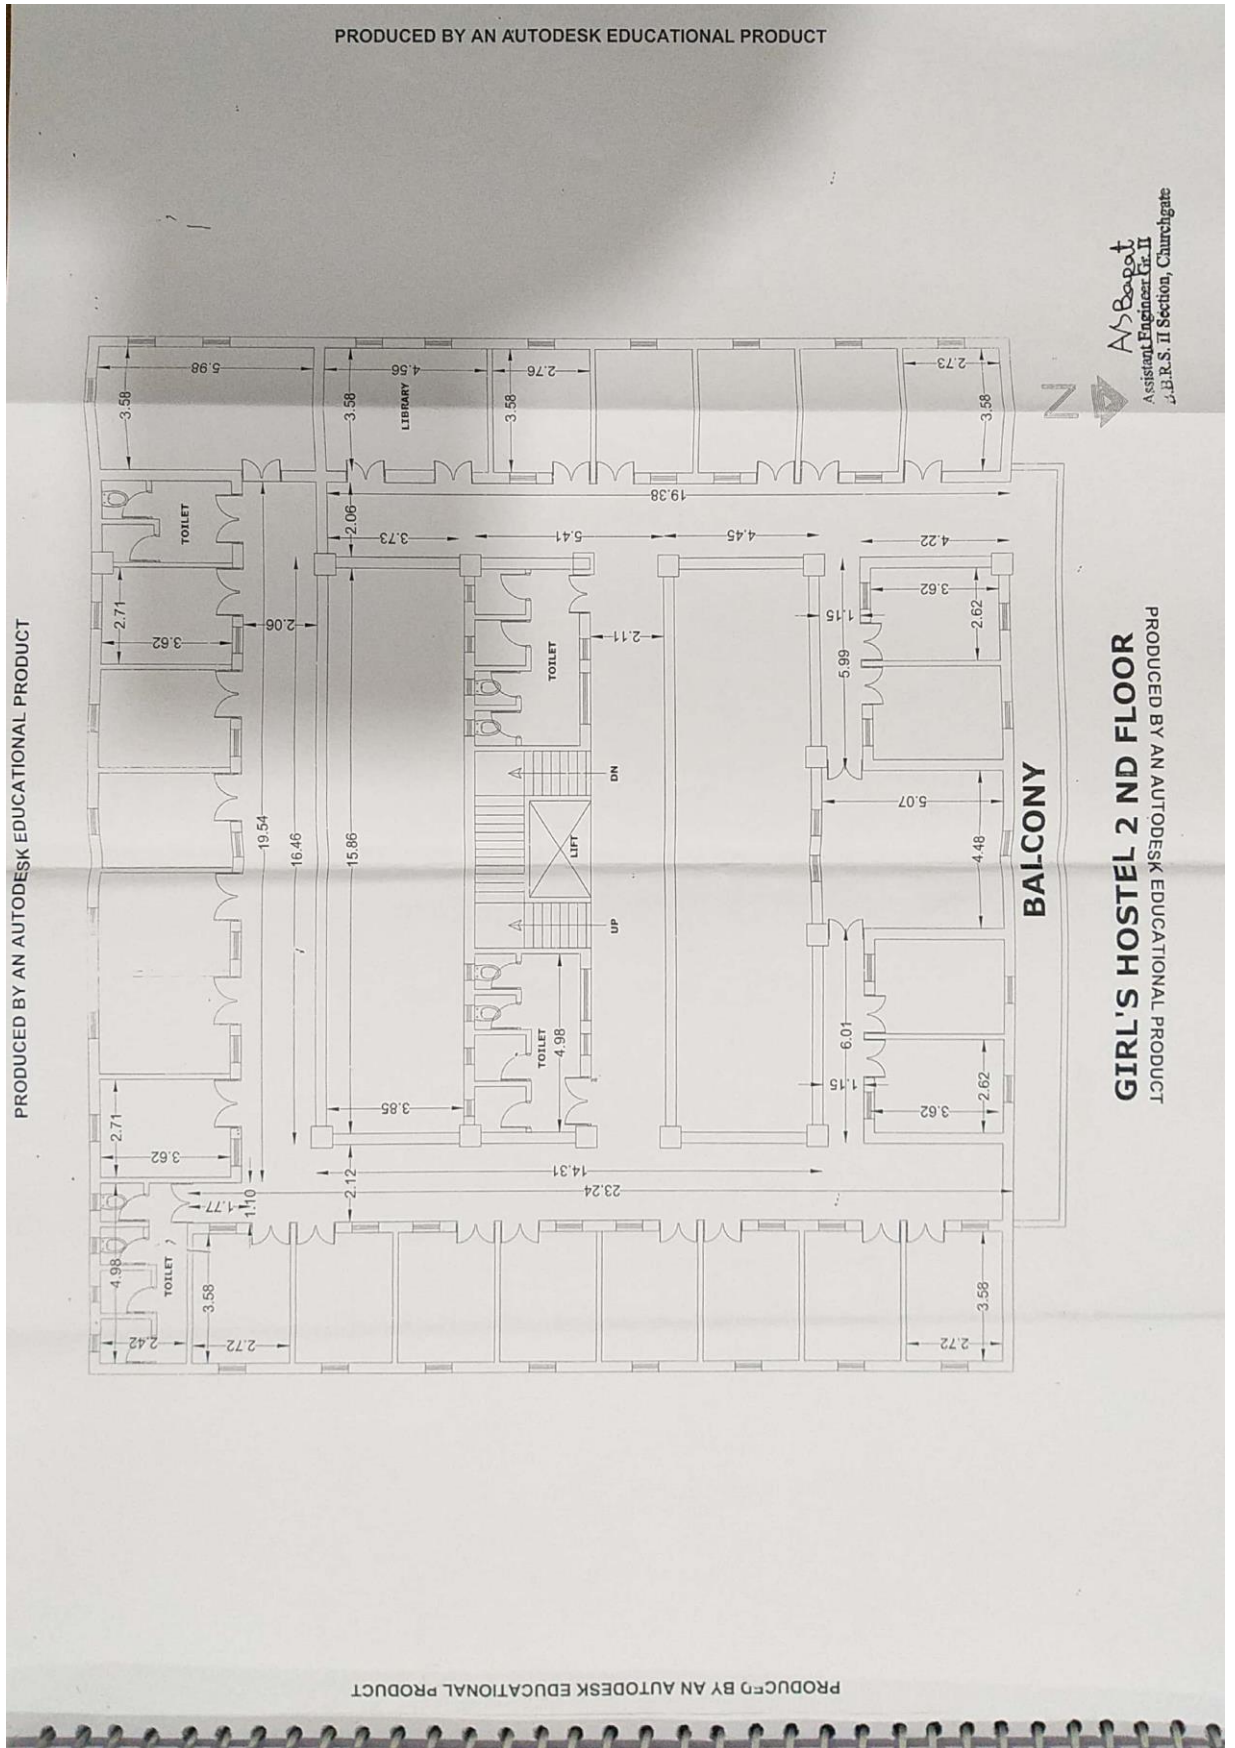 PRODUCED BY AN AUTODESK EDUCATIONAL PRODUCT
PRODUCED BY AN AUTODESK EDUCATIONAL PRODUCT
5.98
3.58
4.56
3.58
LIBRARY
2.76
3.58
2.73
3.58
N
A/SBapat
Assistant Engineer Gr. II
S.B.R.S. II Section, Churchgate
TOILET
19.38
2.06
3.73
5.41
4.45
4.22
2.71
3.62
2.06
TOILET
2.11
1.15
5.99
3.62
2.62
19.54
16.46
15.86
DN
LIFT
UP
5.07
4.48
BALCONY
GIRL'S HOSTEL 2 ND FLOOR
PRODUCED BY AN AUTODESK EDUCATIONAL PRODUCT
TOILET
4.98
3.85
6.01
1.15
3.62
2.62
2.71
3.62
2.12
14.31
23.24
1.77
1.10
4.98
TOILET
2.42
3.58
2.72
3.58
2.72
PRODUCED BY AN AUTODESK EDUCATIONAL PRODUCT